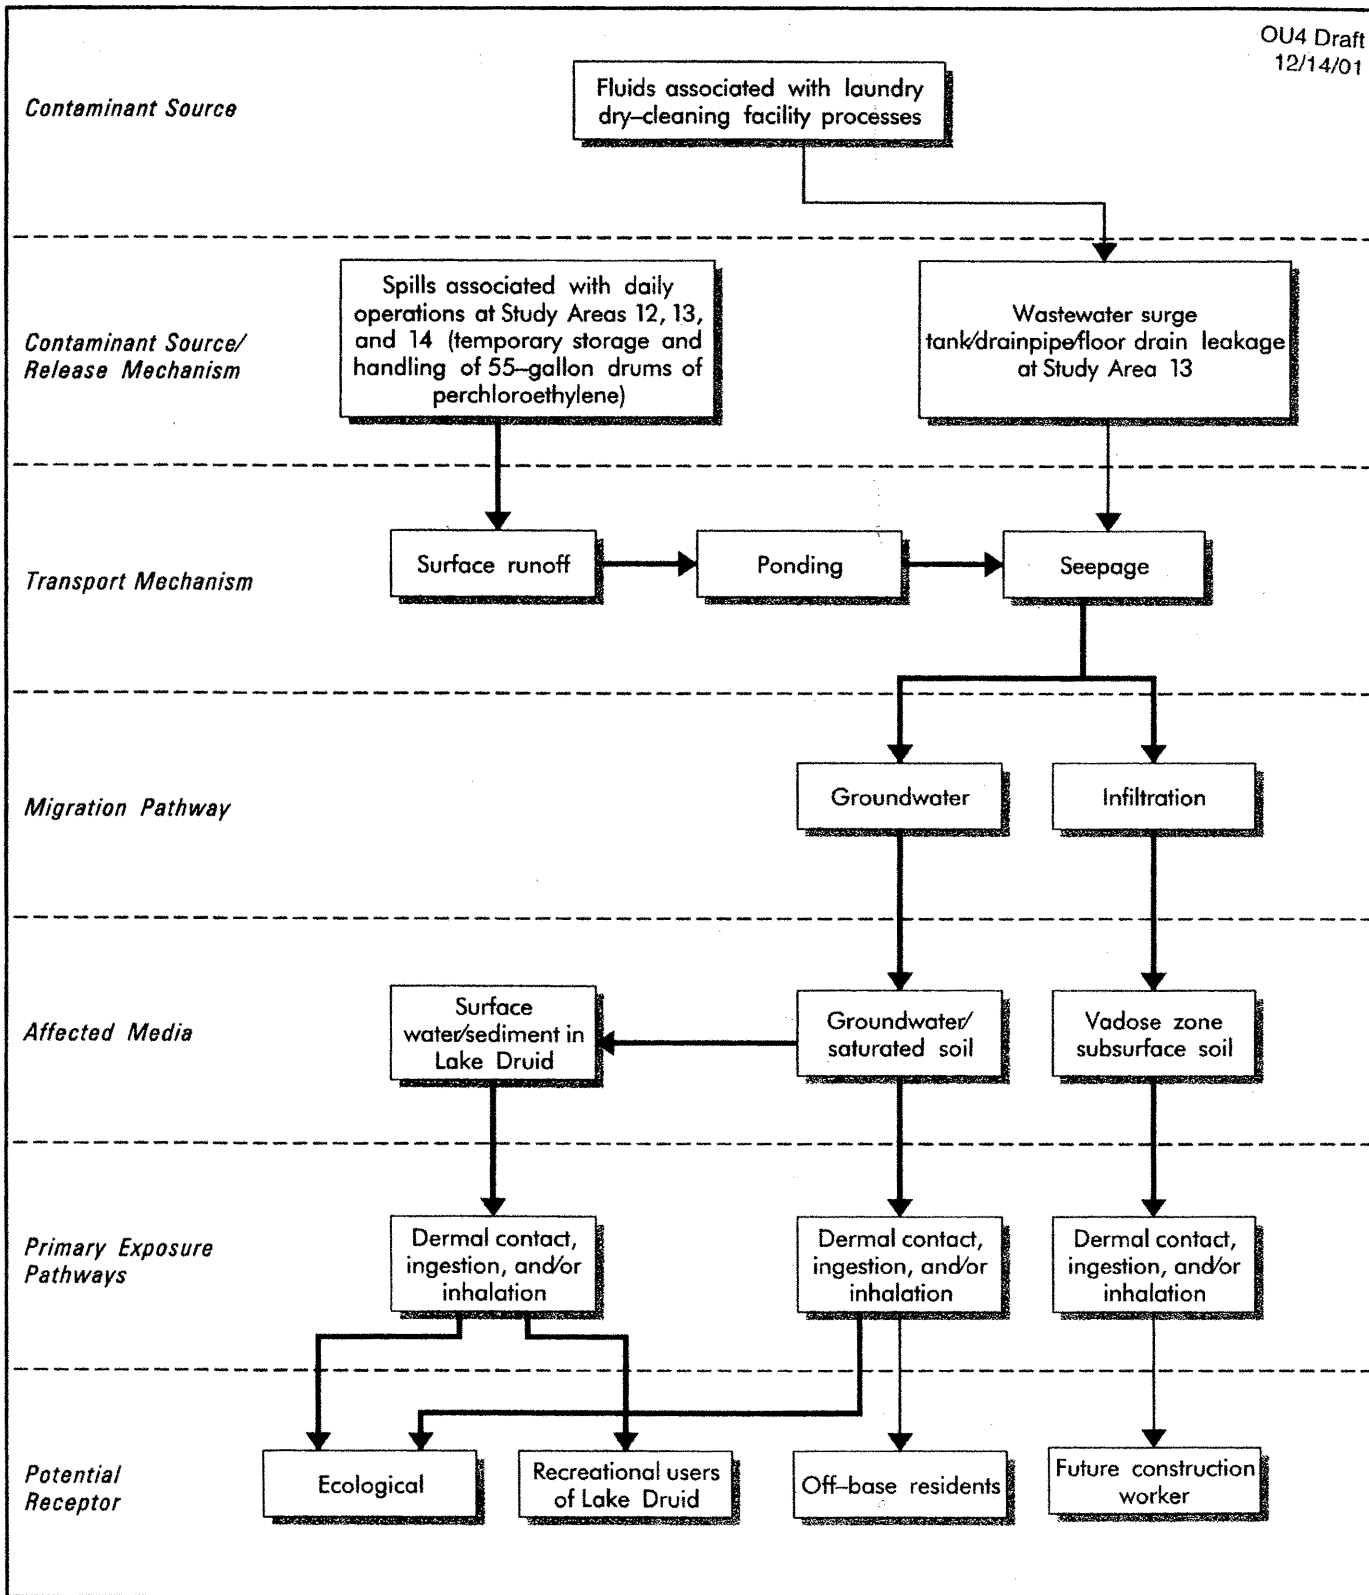 OU4 Draft
12/14/01
Contaminant Source
Fluids associated with laundry
dry–cleaning facility processes
Contaminant Source/
Release Mechanism
Spills associated with daily
operations at Study Areas 12, 13,
and 14 (temporary storage and
handling of 55–gallon drums of
perchloroethylene)
Wastewater surge
tank/drainpipe/floor drain leakage
at Study Area 13
Transport Mechanism
Surface runoff
Ponding
Seepage
Migration Pathway
Groundwater
Infiltration
Affected Media
Surface
water/sediment in
Lake Druid
Groundwater/
saturated soil
Vadose zone
subsurface soil
Primary Exposure
Pathways
Dermal contact,
ingestion, and/or
inhalation
Dermal contact,
ingestion, and/or
inhalation
Dermal contact,
ingestion, and/or
inhalation
Potential
Receptor
Ecological
Recreational users
of Lake Druid
Off–base residents
Future construction
worker